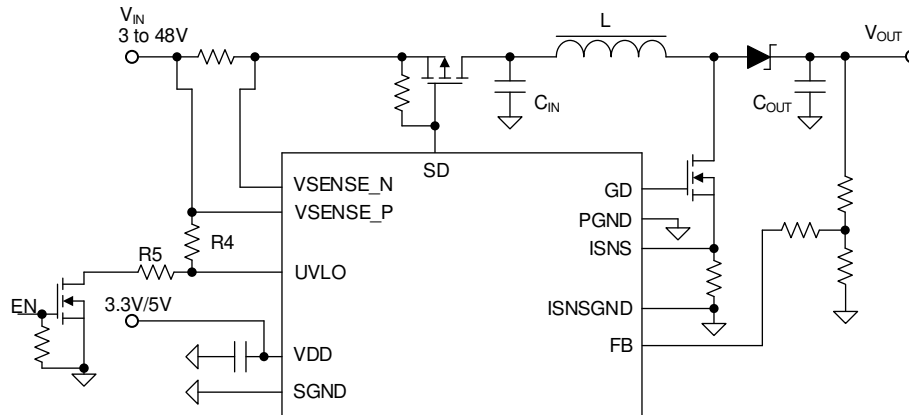 VIN
3 to 48V
L
VOUT
CIN
COUT
SD
VSENSE_N
VSENSE_P
GD
PGND
R4
ISNS
R5
UVLO
EN
3.3V/5V
ISNSGND
VDD
FB
SGND